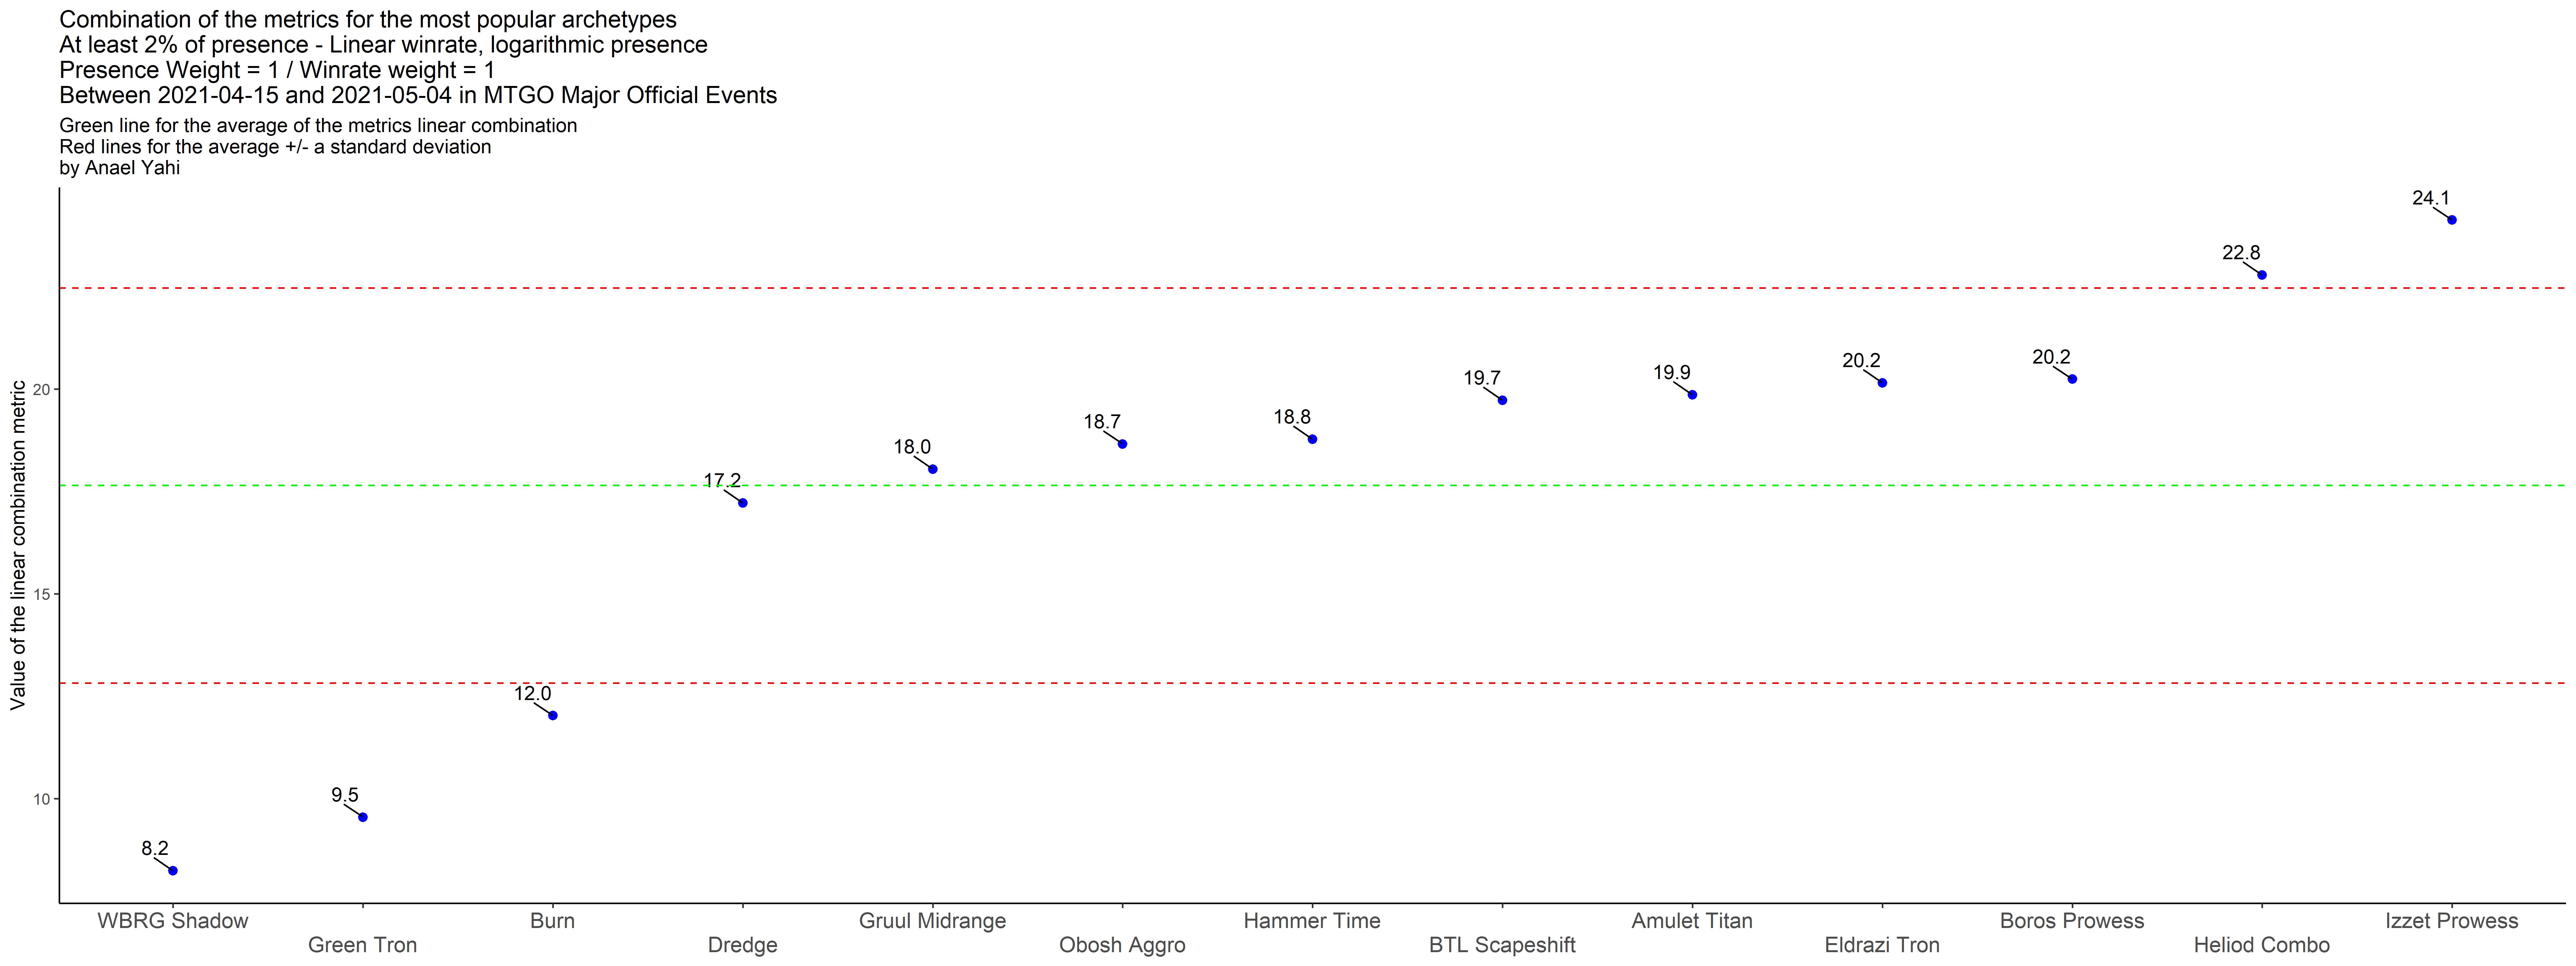 Combination of the metrics for the most popular archetypes
At least 2% of presence - Linear winrate, logarithmic presence
Presence Weight = 1 / Winrate weight = 1
Between 2021-04-15 and 2021-05-04 in MTGO Major Official Events
Green line for the average of the metrics linear combination
Red lines for the average +/- a standard deviation
by Anael Yahi
Value of the linear combination metric
20
15
10
8.2
9.5
12.0
17.2
18.0
18.7
18.8
19.7
19.9
20.2
20.2
22.8
24.1
WBRG Shadow
Green Tron
Burn
Dredge
Gruul Midrange
Obosh Aggro
Hammer Time
BTL Scapeshift
Amulet Titan
Eldrazi Tron
Boros Prowess
Heliod Combo
Izzet Prowess